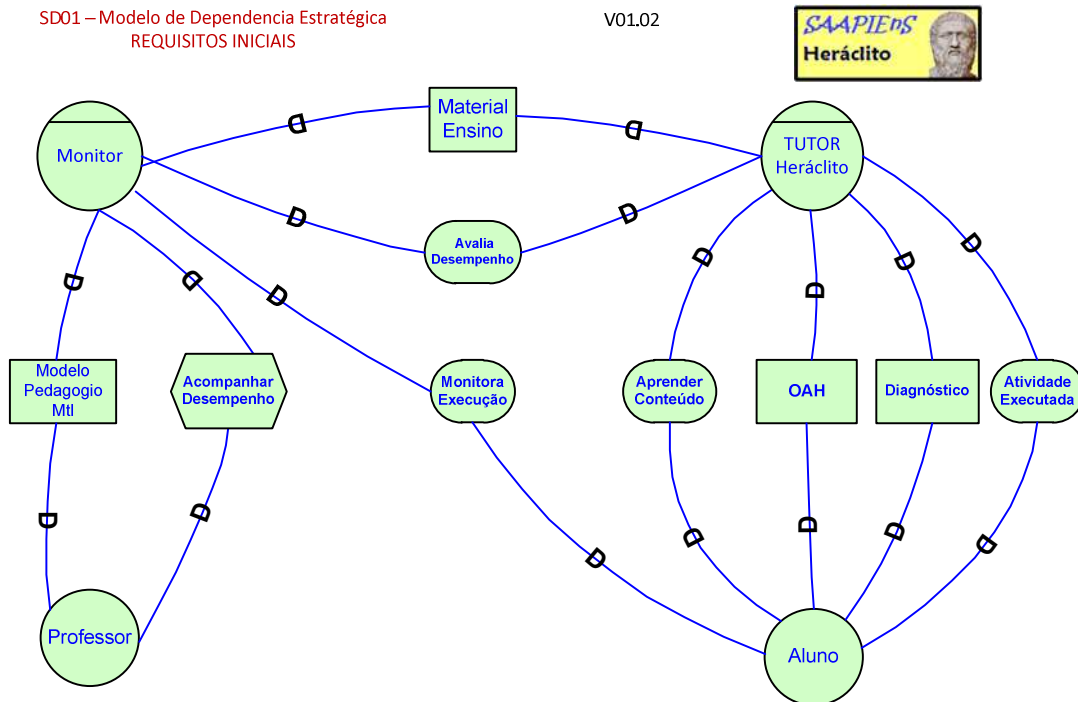 SD01 – Modelo de Dependencia Estratégica
REQUISITOS INICIAIS
V01.02
SAAPIEnS
Heráclito
Monitor
D
Material
Ensino
D
TUTOR
Heráclito
D
Avalia
Desempenho
D
D
D
D
D
D
D
D
Modelo
Pedagogio
Mtl
Acompanhar
Desempenho
Monitora
Execução
Aprender
Conteúdo
OAH
Diagnóstico
Atividade
Executada
D
D
D
D
D
D
D
Professor
Aluno